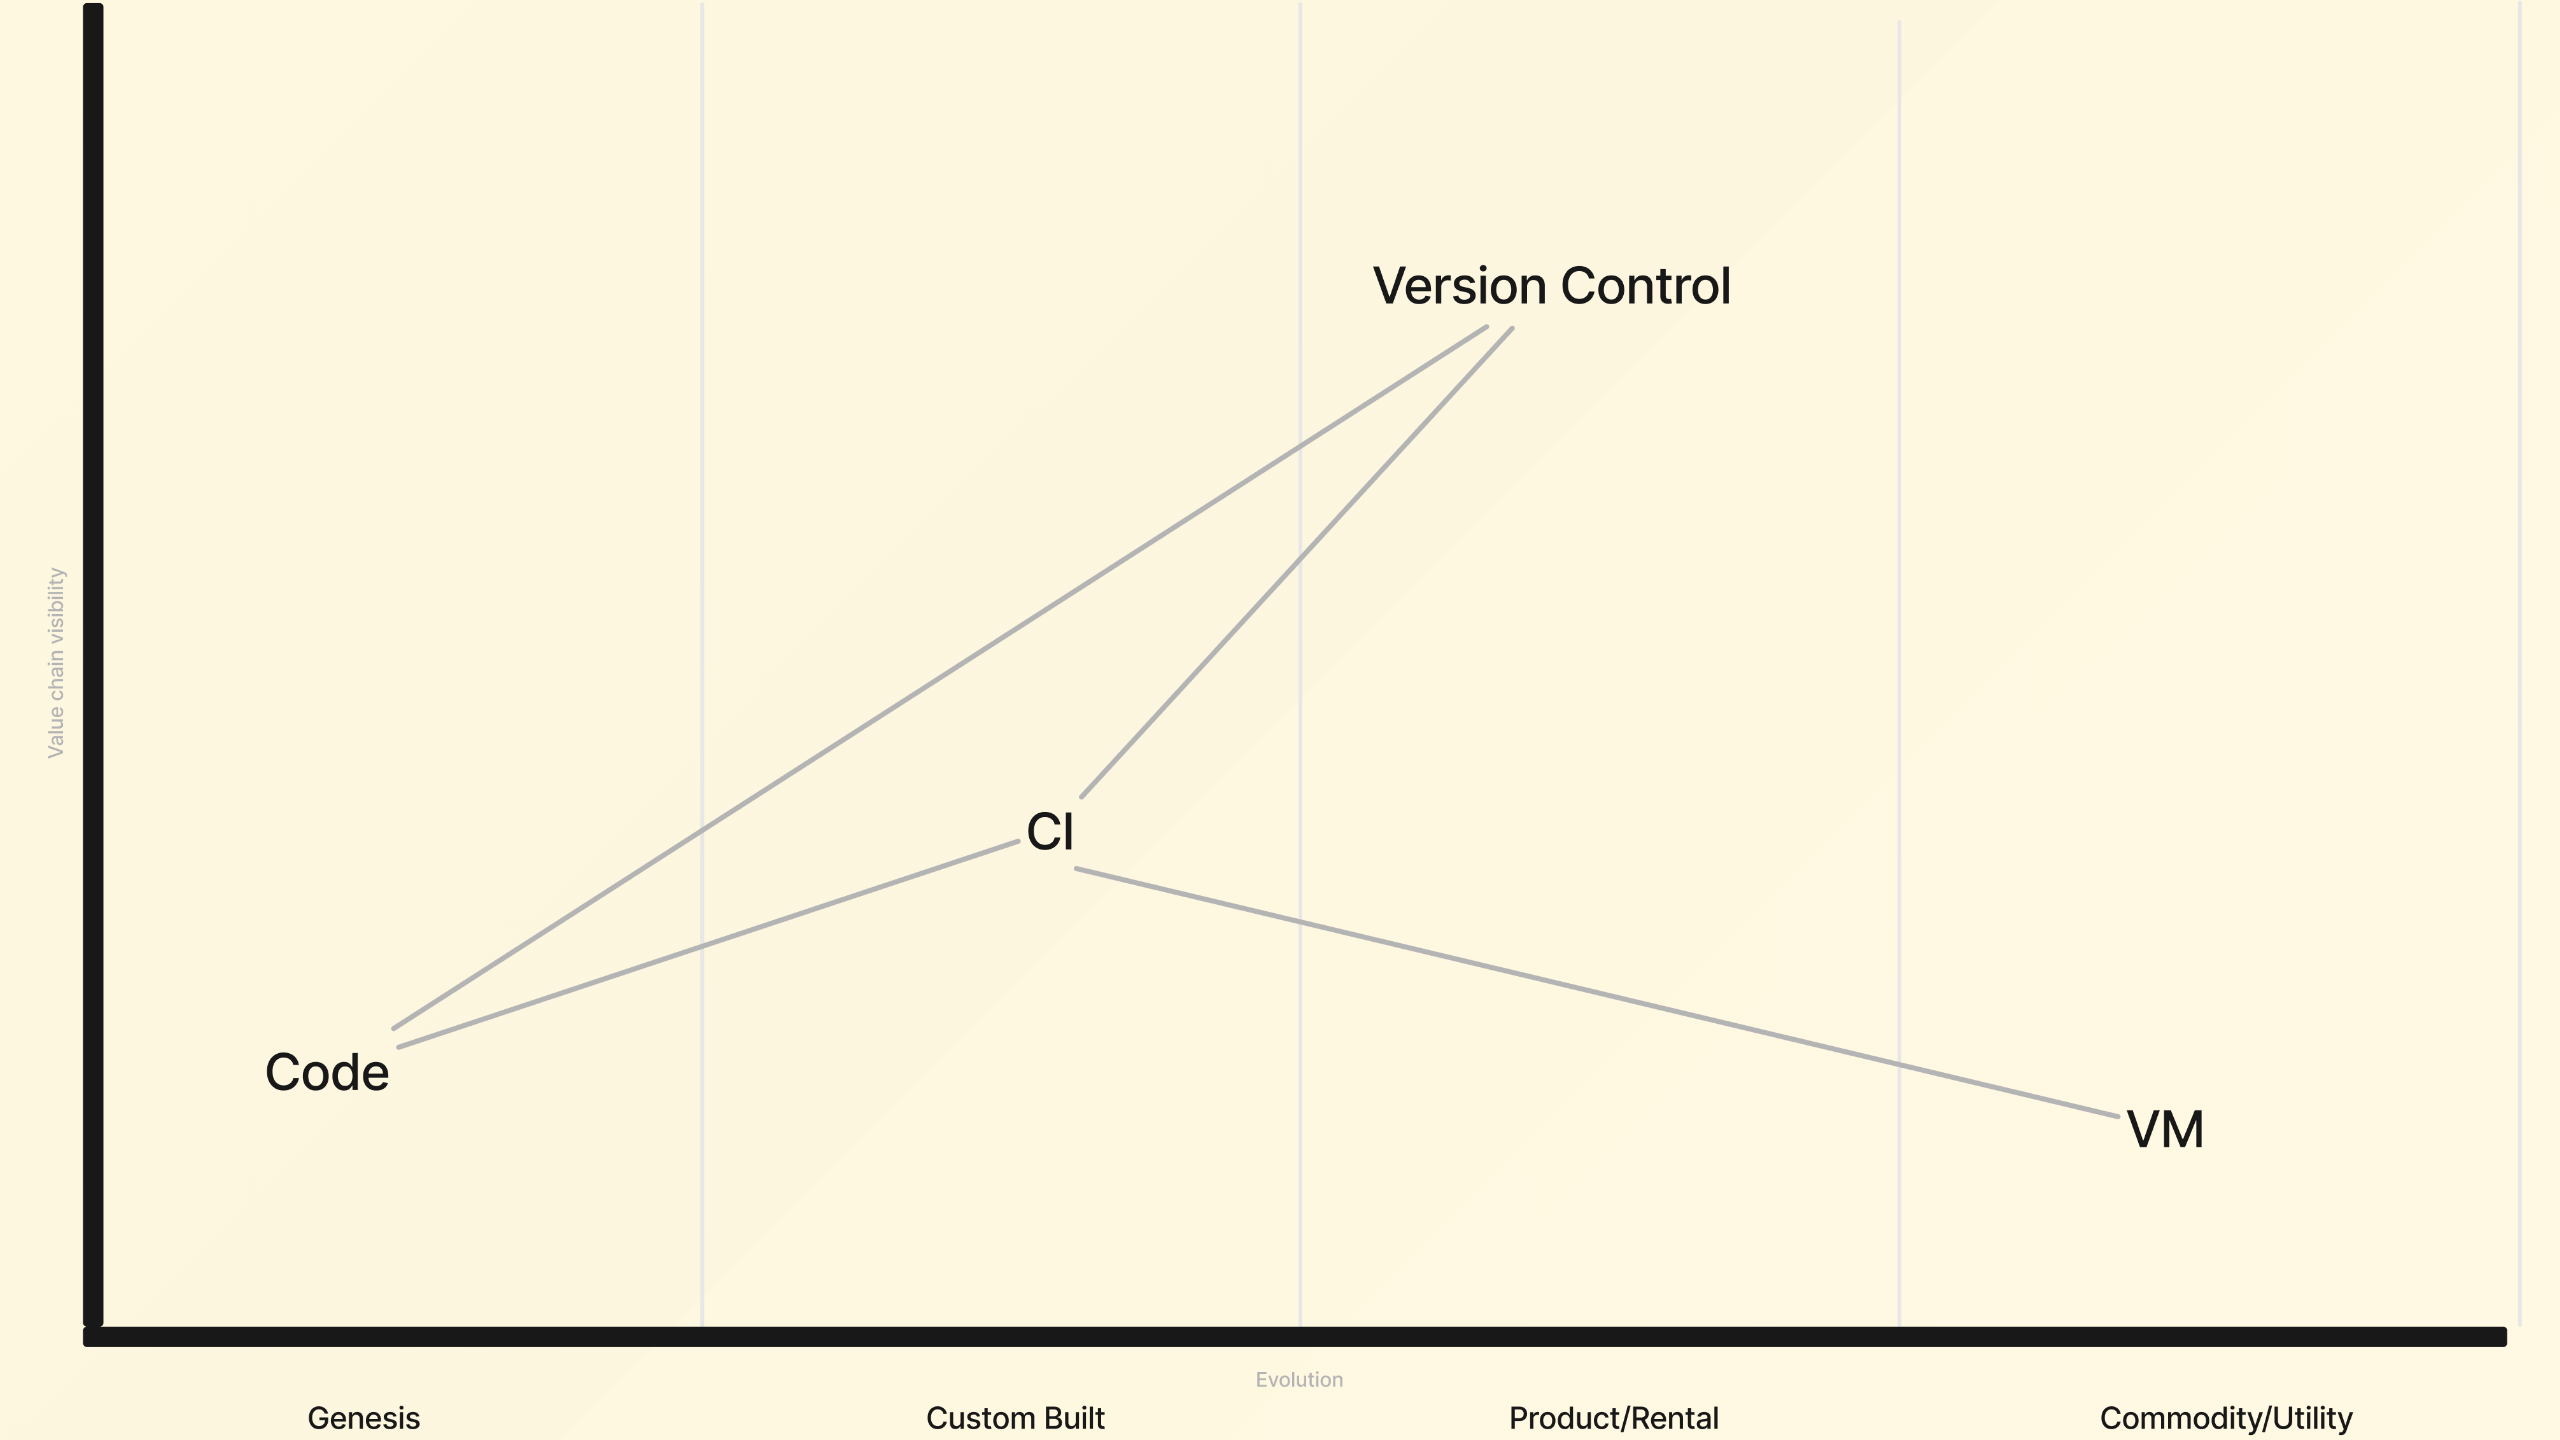 Version Control
Value chain visibility
CI
Code
VM
Evolution
Genesis
Custom Built
Product/Rental
Commodity/Utility